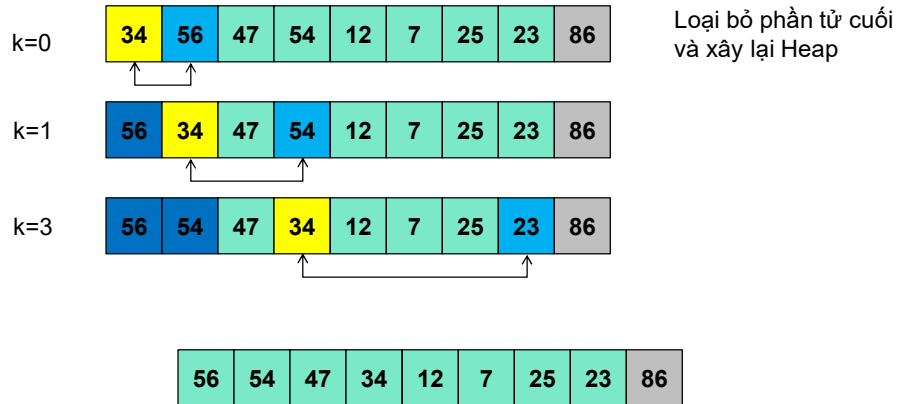 k=0 34 56 47 54 12 7 25 23 86
Loại bỏ phần tử cuối
và xây lại Heap
k=1 56 34 47 54 12 7 25 23 86
k=3 56 54 47 34 12 7 25 23 86
56 54 47 34 12 7 25 23 86